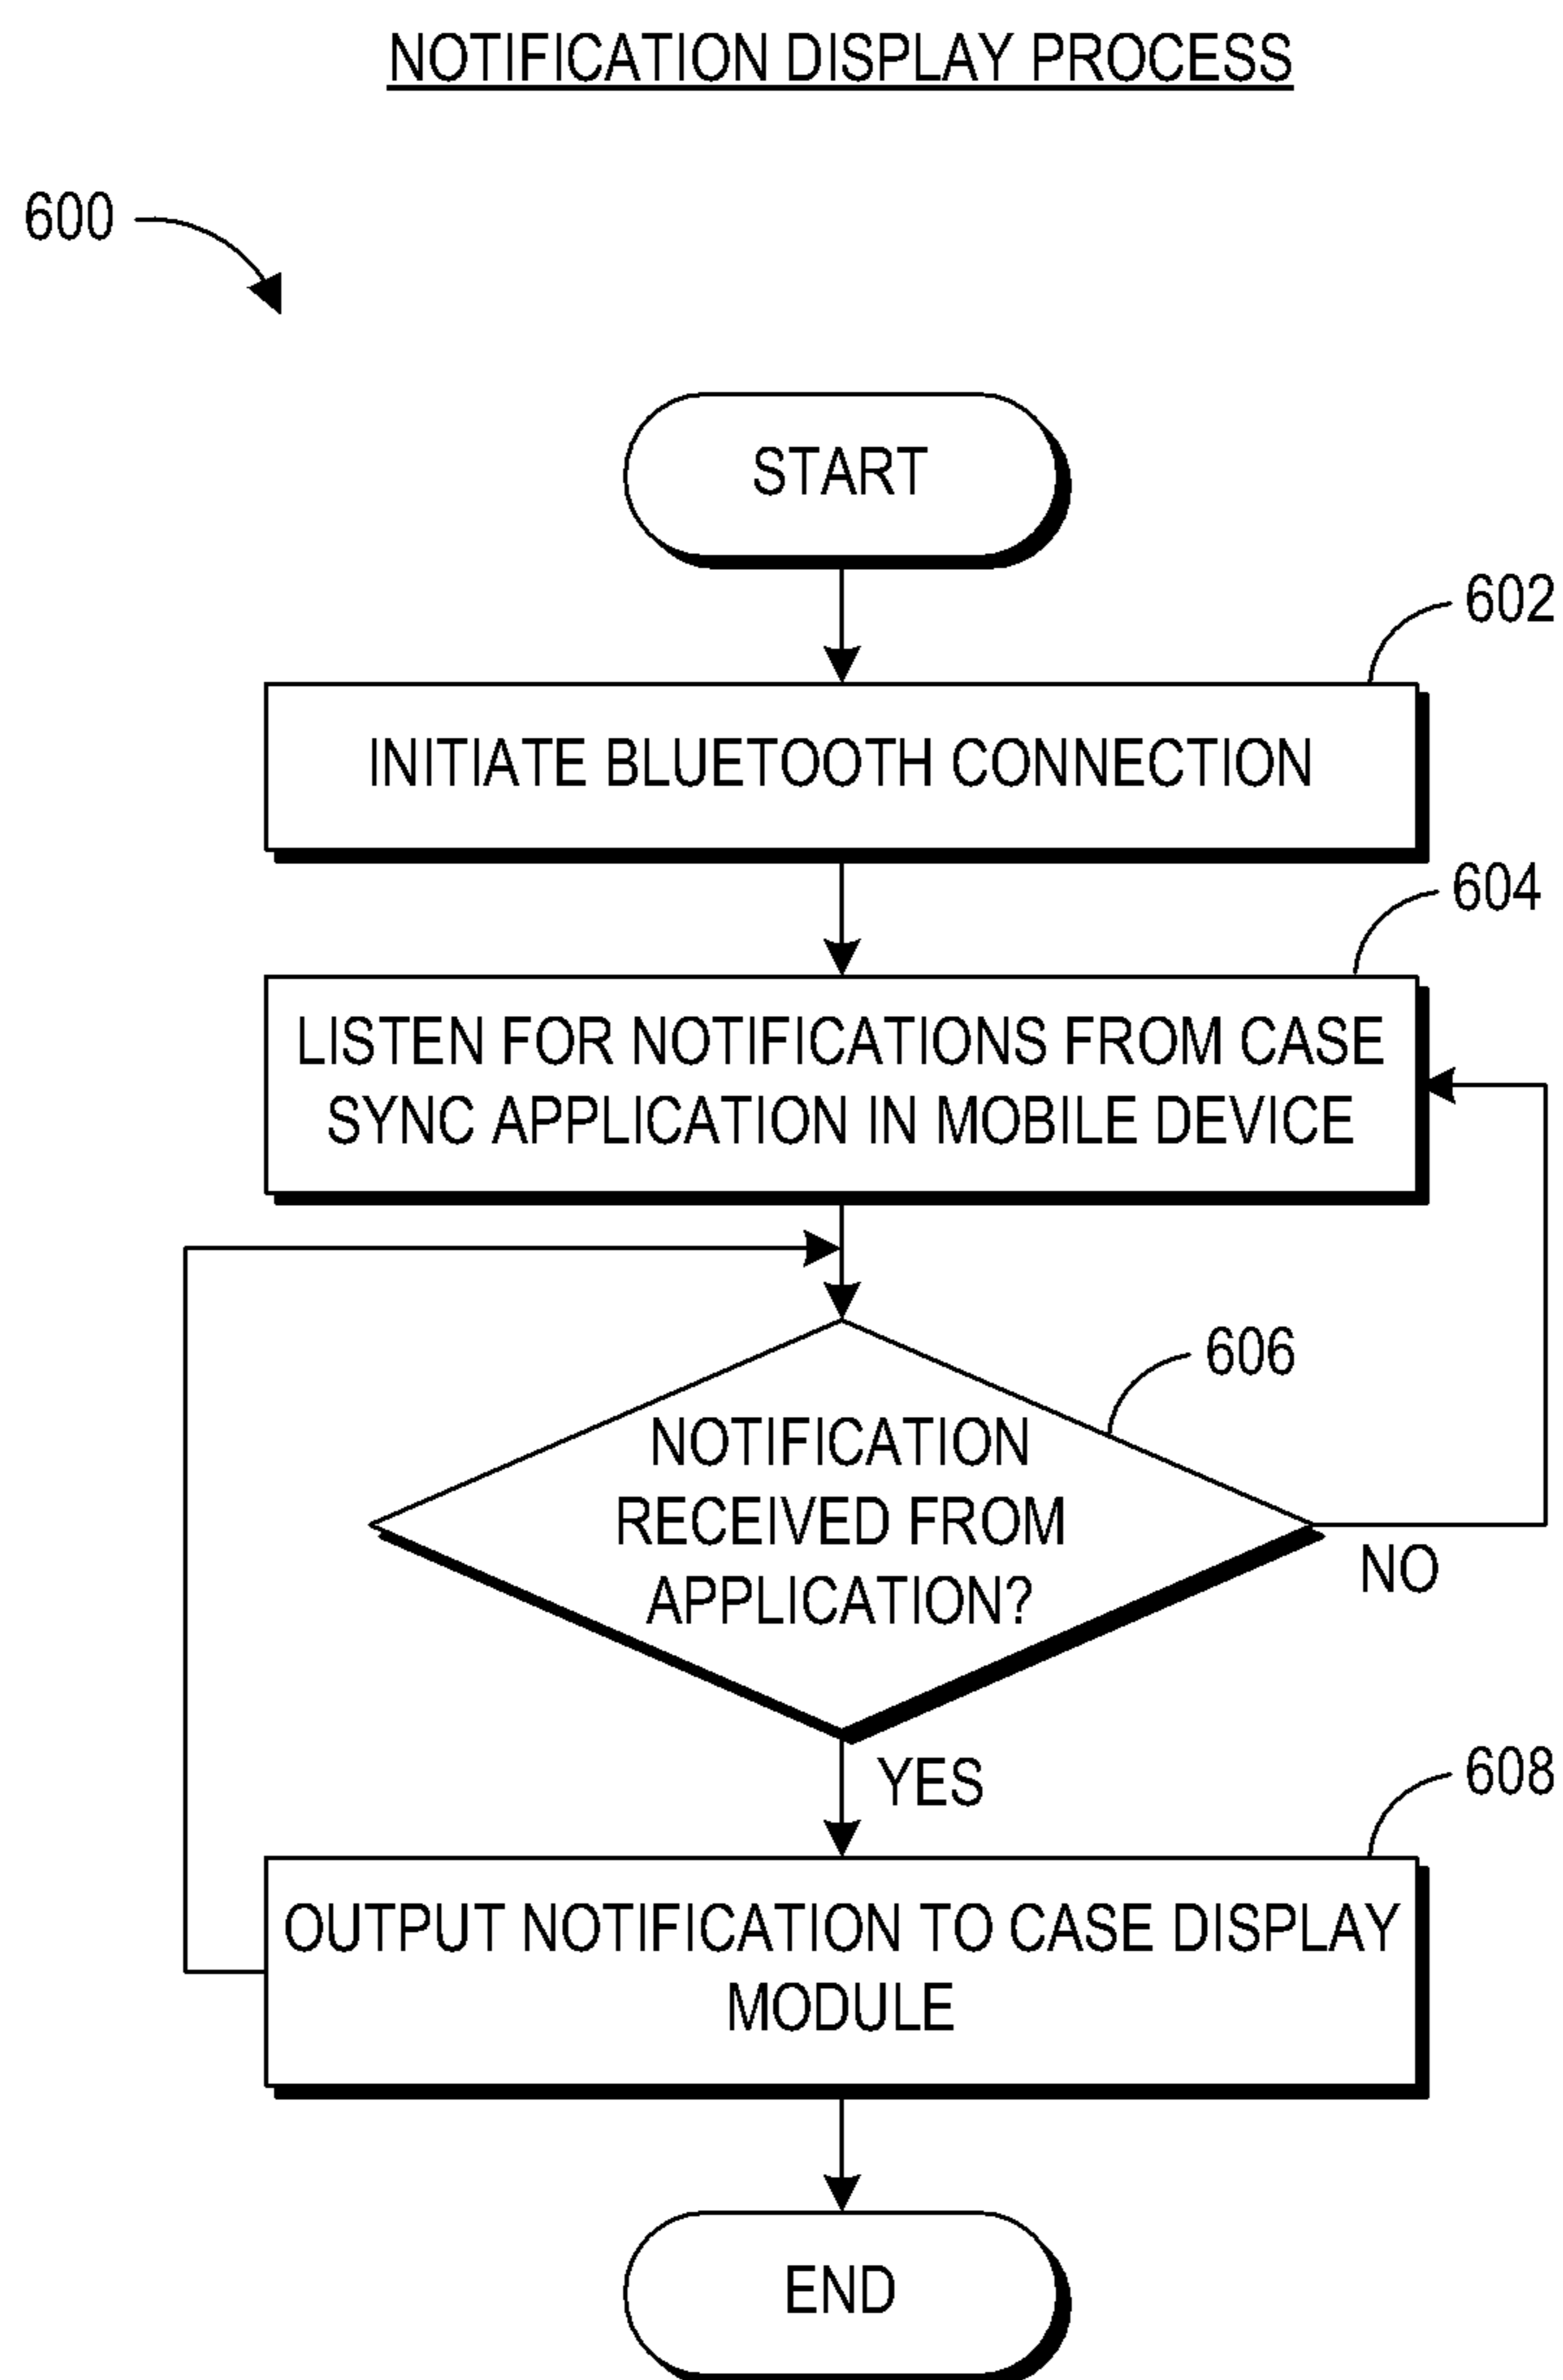 NOTIFICATION DISPLAY PROCESS
600
START
602
INITIATE BLUETOOTH CONNECTION
604
LISTEN FOR NOTIFICATIONS FROM CASE
SYNC APPLICATION IN MOBILE DEVICE
606
NOTIFICATION
RECEIVED FROM
APPLICATION?
NO
YES
608
OUTPUT NOTIFICATION TO CASE DISPLAY
MODULE
END